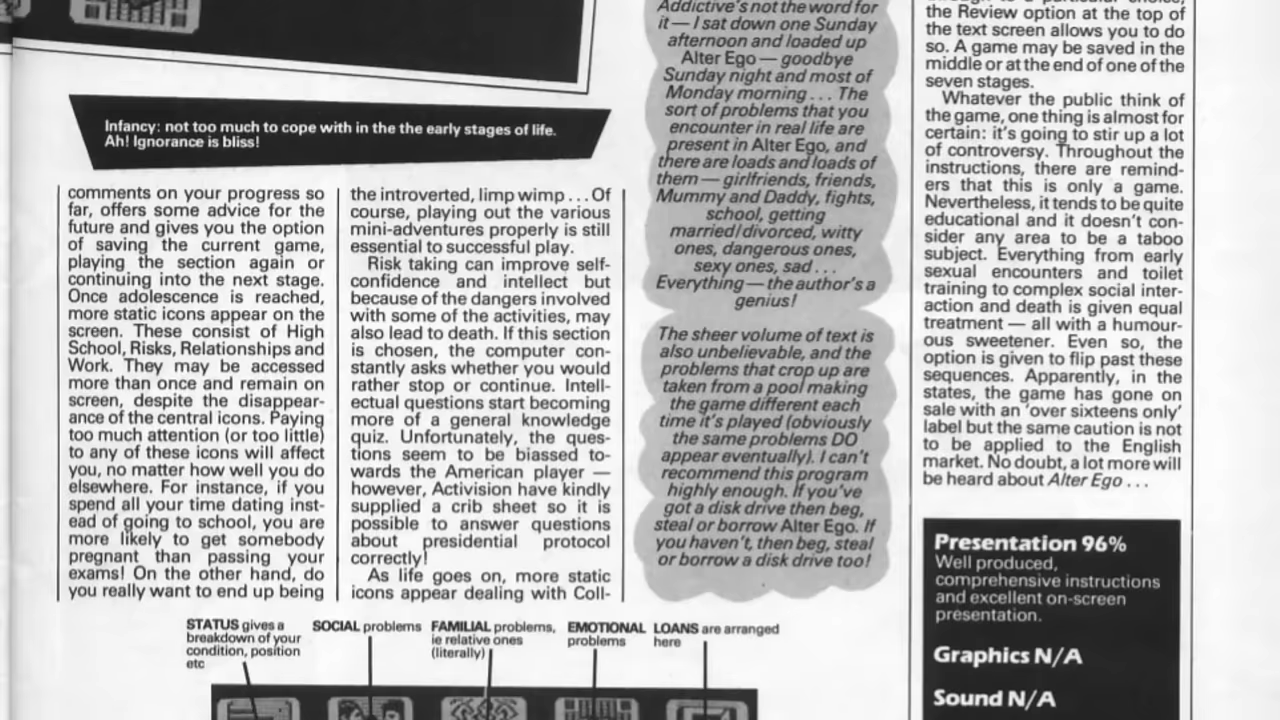 Infancy: not too much to cope with in the the early stages of life.
Ah! Ignorance is bliss!
comments on your progress so
far, offers some advice for the
future and gives you the option
of saving the current game,
playing the section again or
continuing into the next stage.
Once adolescence is reached,
more static icons appear on the
screen. These consist of High
School, Risks, Relationships and
Work. They may be accessed
more than once and remain on
screen, despite the disappear-
ance of the central icons. Paying
too much attention (or too little)
to any of these icons will affect
you, no matter how well you do
elsewhere. For instance, if you
spend all your time dating inst-
ead of going to school, you are
more likely to get somebody
pregnant than passing your
exams! On the other hand, do
you really want to end up being
the introverted, limp wimp . . . Of
course, playing out the various
mini-adventures properly is still
essential to successful play.
Risk taking can improve self-
confidence and intellect but
because of the dangers involved
with some of the activities, may
also lead to death. If this section
is chosen, the computer con-
stantly asks whether you would
rather stop or continue. Intell-
ectual questions start becoming
more of a general knowledge
quiz. Unfortunately, the ques-
tions seem to be biassed to-
wards the American player —
however, Activision have kindly
supplied a crib sheet so it is
possible to answer questions
about presidential protocol
correctly!
As life goes on, more static
icons appear dealing with Coll-
Addictive's not the word for
it — I sat down one Sunday
afternoon and loaded up
Alter Ego — goodbye
Sunday night and most of
Monday morning . . . The
sort of problems that you
encounter in real life are
present in Alter Ego, and
there are loads and loads of
them — girlfriends, friends,
Mummy and Daddy, fights,
school, getting
married/divorced, witty
ones, dangerous ones,
sexy ones, sad . . .
Everything — the author's a
genius!
The sheer volume of text is
also unbelievable, and the
problems that crop up are
taken from a pool making
the game different each
time it's played (obviously
the same problems DO
appear eventually). I can't
recommend this program
highly enough. If you've
got a disk drive then beg,
steal or borrow Alter Ego. If
you haven't, then beg, steal
or borrow a disk drive too!
the Review option at the top of
the text screen allows you to do
so. A game may be saved in the
middle or at the end of one of the
seven stages.
Whatever the public think of
the game, one thing is almost for
certain: it's going to stir up a lot
of controversy. Throughout the
instructions, there are remind-
ers that this is only a game.
Nevertheless, it tends to be quite
educational and it doesn't con-
sider any area to be a taboo
subject. Everything from early
sexual encounters and toilet
training to complex social inter-
action and death is given equal
treatment — all with a humour-
ous sweetener. Even so, the
option is given to flip past these
sequences. Apparently, in the
states, the game has gone on
sale with an 'over sixteens only'
label but the same caution is not
to be applied to the English
market. No doubt, a lot more will
be heard about Alter Ego . . .
Presentation 96%
Well produced,
comprehensive instructions
and excellent on-screen
presentation.
Graphics N/A
Sound N/A
STATUS gives a
breakdown of your
condition, position
etc
SOCIAL problems
FAMILIAL problems,
ie relative ones
(literally)
EMOTIONAL
problems
LOANS are arranged
here